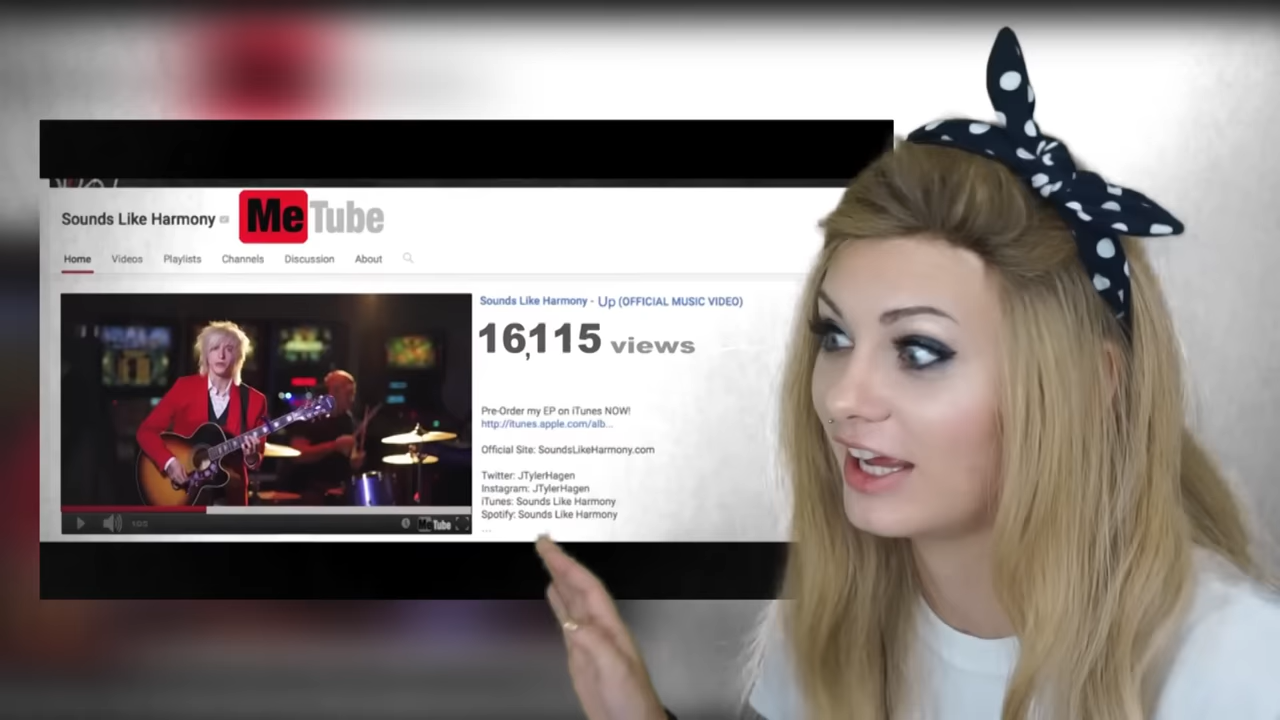 Sounds Like Harmony
MeTube
Home Videos Playlists Channels Discussion About
Sounds Like Harmony - Up (OFFICIAL MUSIC VIDEO)
16,115 views
Pre-Order my EP on iTunes NOW!
http://itunes.apple.com/alb...
Official Site: SoundsLikeHarmony.com
Twitter: JTylerHagen
Instagram: JTylerHagen
iTunes: Sounds Like Harmony
Spotify: Sounds Like Harmony
...
MeTube